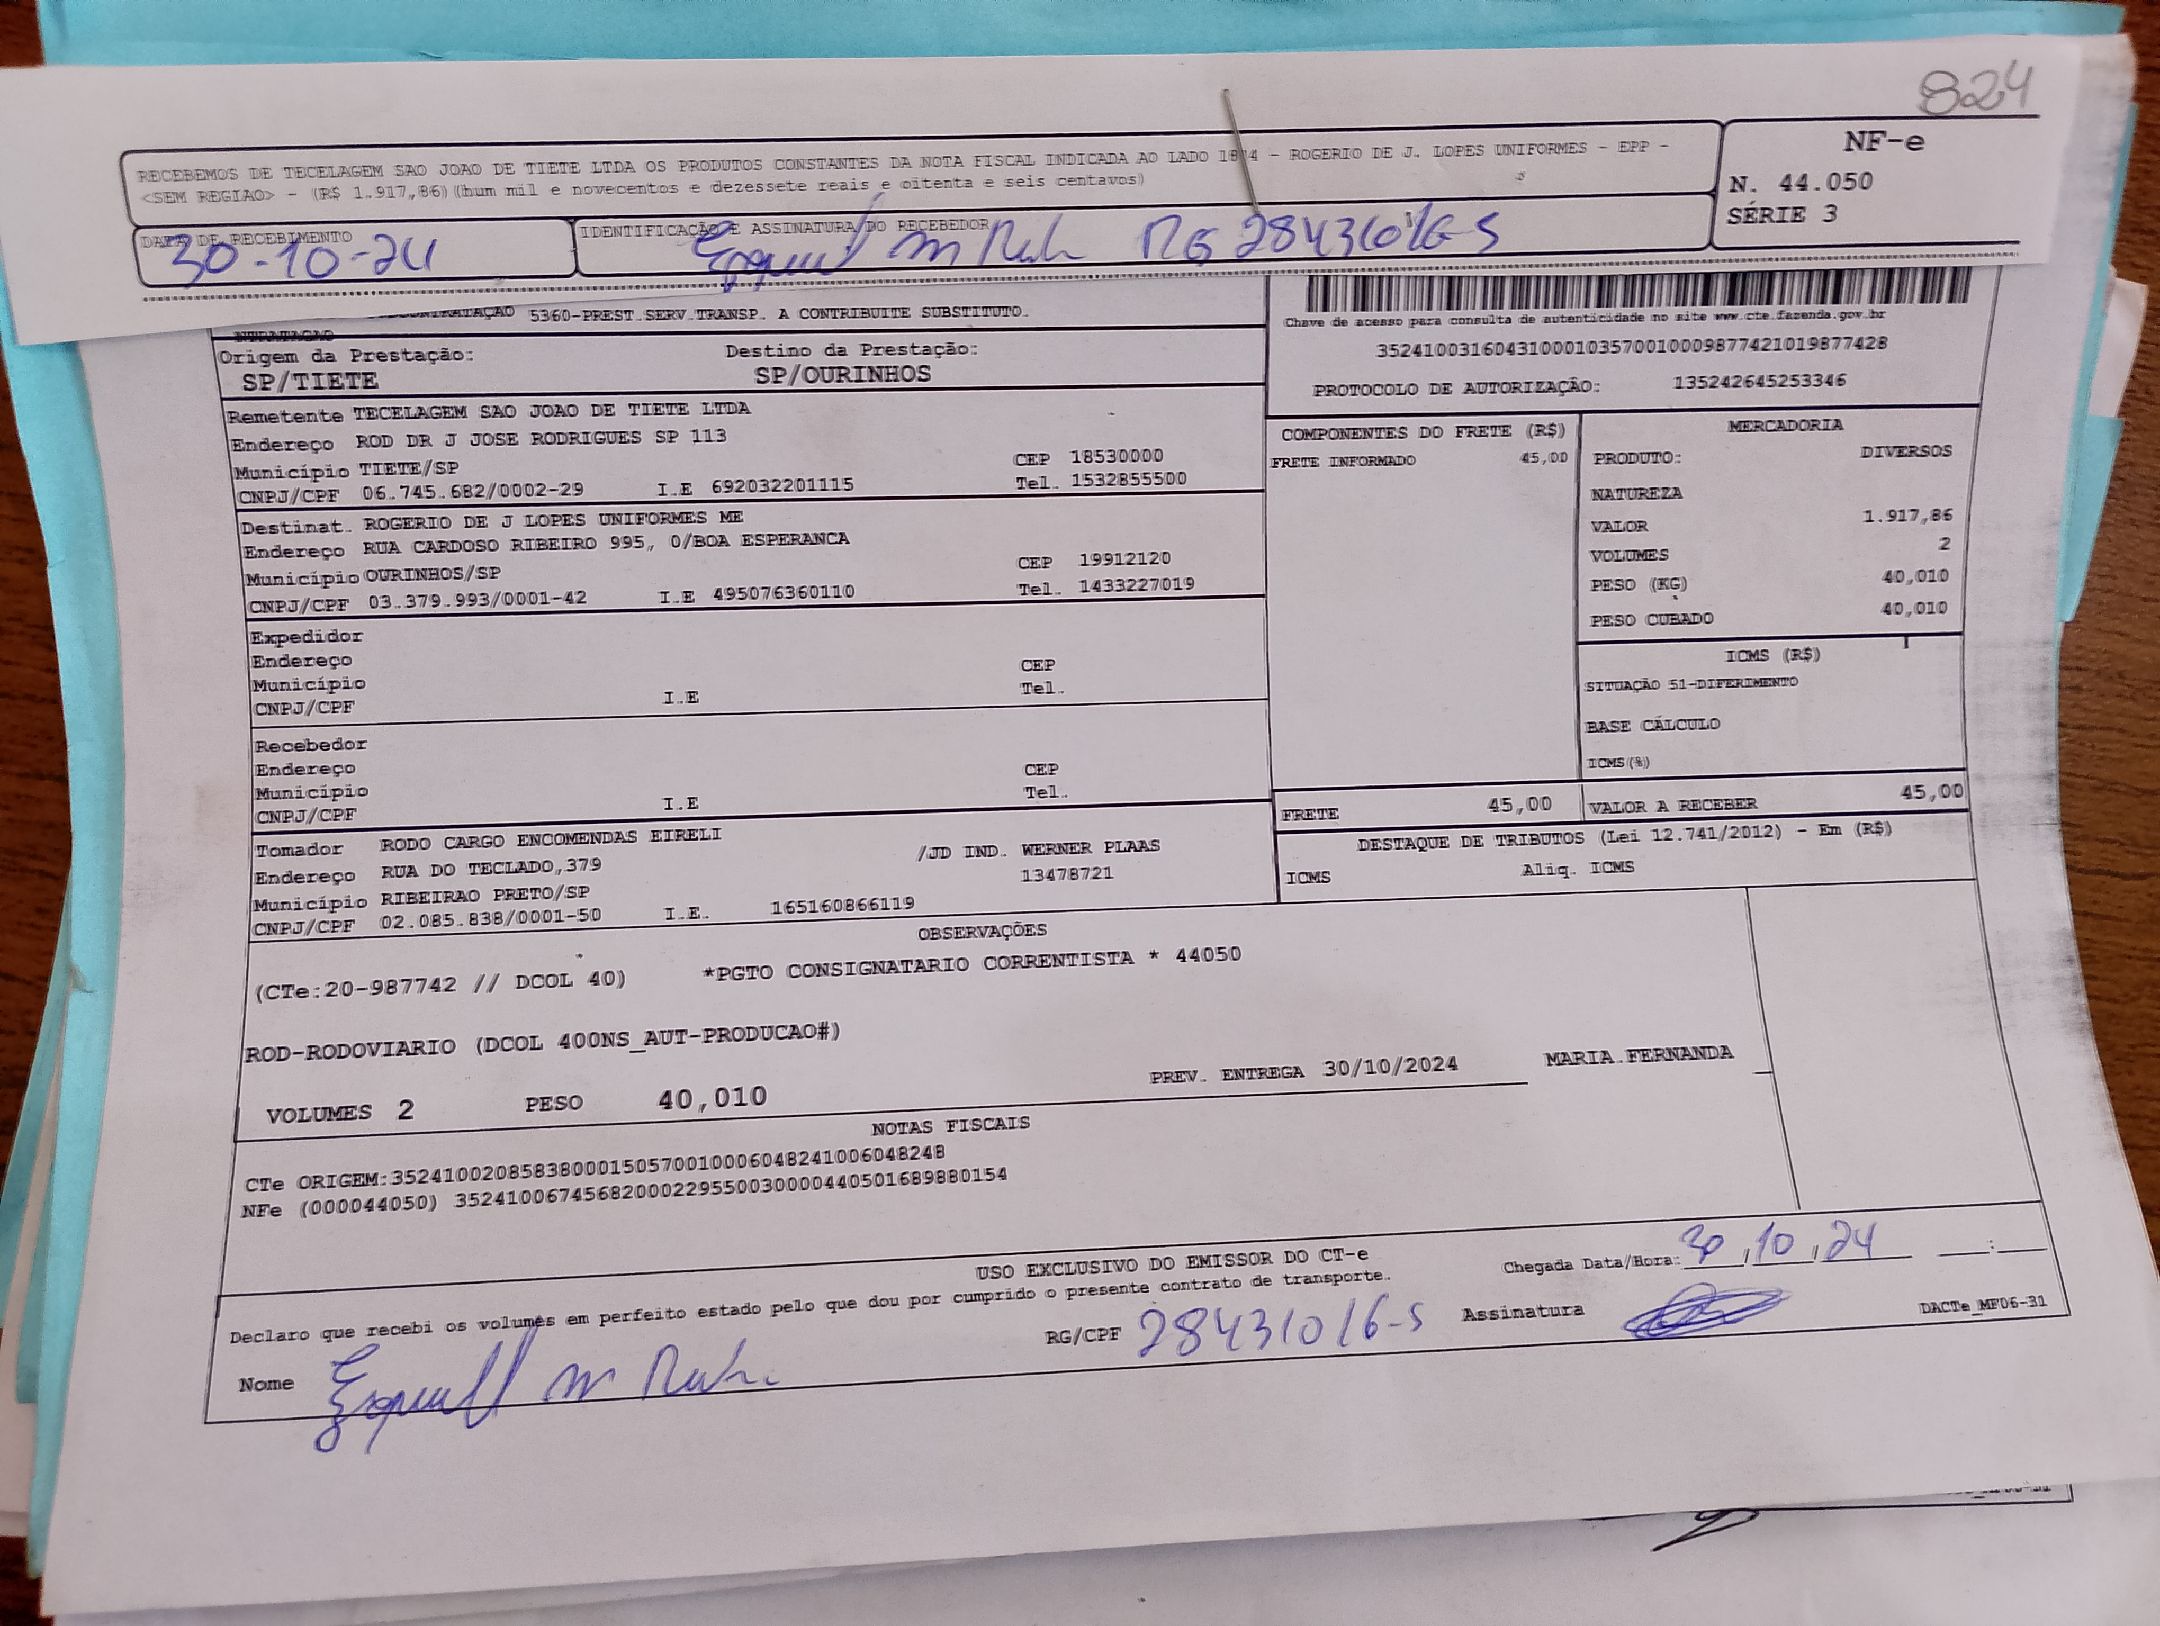 824
RECEBEMOS DE TECELAGEM SAO JOAO DE TIETE LTDA OS PRODUTOS CONSTANTES DA NOTA FISCAL INDICADA AO LADO - ROGERIO DE J. LOPES UNIFORMES - EPP -
<SEM REGIAO> - (R$ 1.917,86)(hum mil e novecentos e dezessete reais e oitenta e seis centavos)
NF-e
N. 44.050
SÉRIE 3
DATA DE RECEBIMENTO
30-10-24
IDENTIFICAÇÃO E ASSINATURA DO RECEBEDOR
RG 28431016-5
5360-PREST.SERV.TRANSP. A CONTRIBUITE SUBSTITUTO.
Origem da Prestação: Destino da Prestação:
SP/TIETE SP/OURINHOS
Chave de acesso para consulta de autenticidade no site www.cte.fazenda.gov.br
35241003160431000103570010009877421019877428
PROTOCOLO DE AUTORIZAÇÃO: 135242645253346
Remetente TECELAGEM SAO JOAO DE TIETE LTDA
Endereço ROD DR J JOSE RODRIGUES SP 113
Município TIETE/SP CEP 18530000
CNPJ/CPF 06.745.682/0002-29 I.E 692032201115 Tel. 1532855500
Destinat. ROGERIO DE J LOPES UNIFORMES ME
Endereço RUA CARDOSO RIBEIRO 995, 0/BOA ESPERANCA
Município OURINHOS/SP CEP 19912120
CNPJ/CPF 03.379.993/0001-42 I.E 495076360110 Tel. 1433227019
Expedidor
Endereço
Município CEP
CNPJ/CPF I.E Tel.
Recebedor
Endereço
Município CEP
CNPJ/CPF I.E Tel.
Tomador RODO CARGO ENCOMENDAS EIRELI
Endereço RUA DO TECLADO,379 /JD IND. WERNER PLAAS
Município RIBEIRAO PRETO/SP 13478721
CNPJ/CPF 02.085.838/0001-50 I.E. 165160866119
COMPONENTES DO FRETE (R$)
FRETE INFORMADO 45,00
MERCADORIA
PRODUTO: DIVERSOS
NATUREZA
VALOR 1.917,86
VOLUMES 2
PESO (KG) 40,010
PESO CUBADO 40,010
ICMS (R$)
SITUAÇÃO 51-DIFERIMENTO
BASE CÁLCULO
ICMS(%)
FRETE 45,00 VALOR A RECEBER 45,00
DESTAQUE DE TRIBUTOS (Lei 12.741/2012) - Em (R$)
ICMS Aliq. ICMS
OBSERVAÇÕES
(CTe:20-987742 // DCOL 40) *PGTO CONSIGNATARIO CORRENTISTA * 44050
ROD-RODOVIARIO (DCOL 400NS_AUT-PRODUCAO#)
VOLUMES 2 PESO 40,010 PREV. ENTREGA 30/10/2024 MARIA.FERNANDA
NOTAS FISCAIS
CTe ORIGEM:35241002085838000150570010006048241006048248
NFe (000044050) 35241006745682000229550030000440501689880154
USO EXCLUSIVO DO EMISSOR DO CT-e
Declaro que recebi os volumes em perfeito estado pelo que dou por cumprido o presente contrato de transporte.
Chegada Data/Hora: 30/10/24 :
Nome
RG/CPF 28431016-5 Assinatura
DACTe_MF06-31